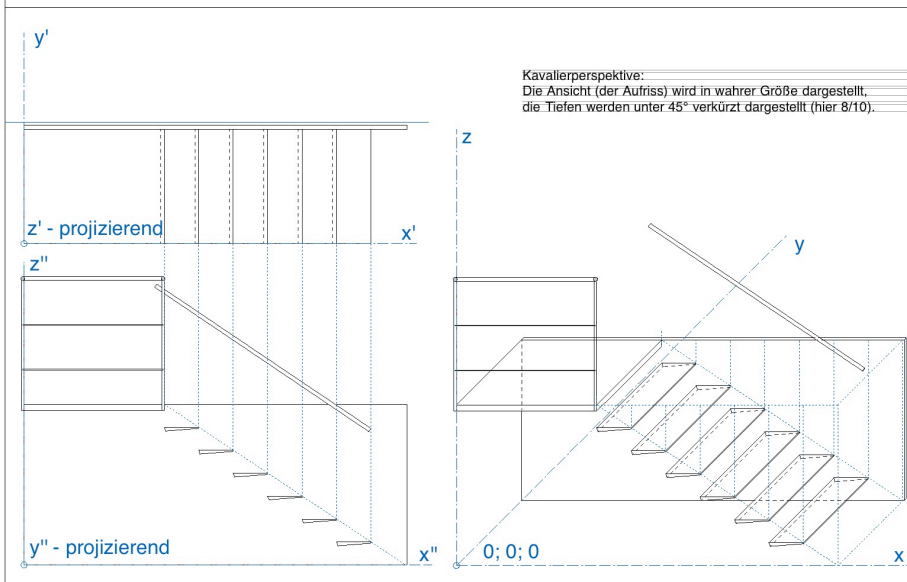 y'
Kavalierperspektive:
Die Ansicht (der Aufriss) wird in wahrer Größe dargestellt,
die Tiefen werden unter 45° verkürzt dargestellt (hier 8/10).
z
z' - projizierend
x'
y
z"
y" - projizierend
x"
0; 0; 0
x